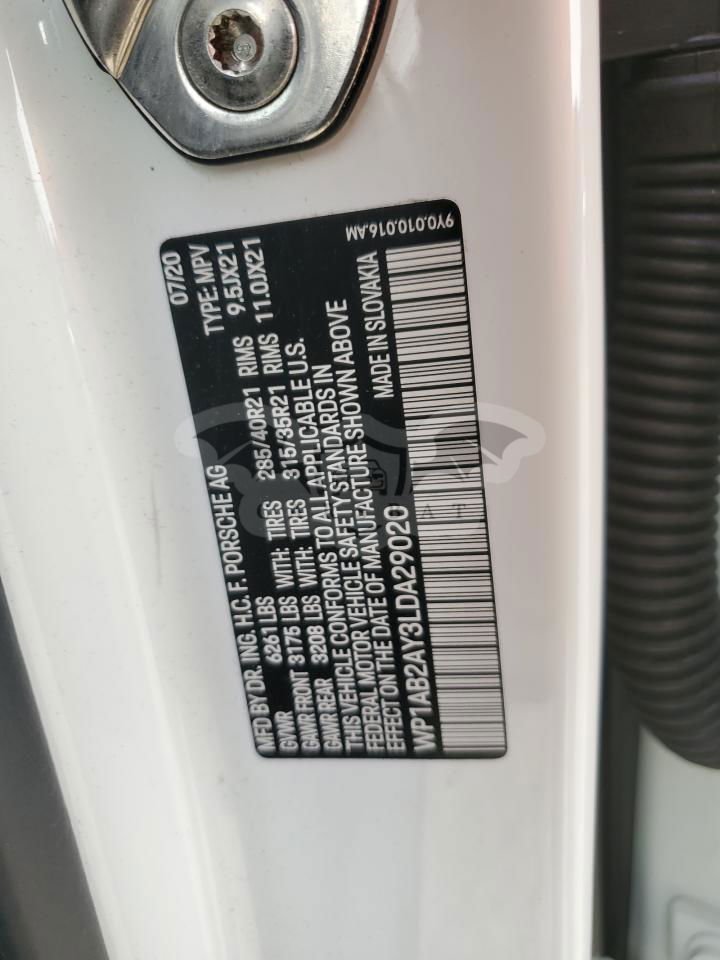 MFD BY DR. ING. H.C. F. PORSCHE AG 07/20
GVWR 6261 LBS TYPE: MPV
GAWR FRONT 3175 LBS WITH: TIRES 285/40R21 RIMS 9.5JX21
GAWR REAR 3208 LBS WITH: TIRES 315/35R21 RIMS 11.0JX21
THIS VEHICLE CONFORMS TO ALL APPLICABLE U.S.
FEDERAL MOTOR VEHICLE SAFETY STANDARDS IN
EFFECT ON THE DATE OF MANUFACTURE SHOWN ABOVE
MADE IN SLOVAKIA
WP1AB2AY3LDA29020
9Y0.010.016.AM